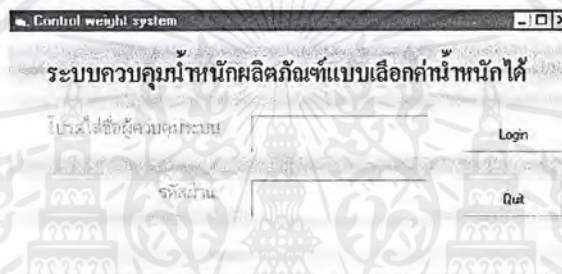 Control weight system
ระบบควบคุมน้ำหนักผลิตภัณฑ์แบบเลือกค่าน้ำหนักได้
โปรดใส่ชื่อผู้ควบคุมระบบ
Login
รหัสผ่าน
Quit